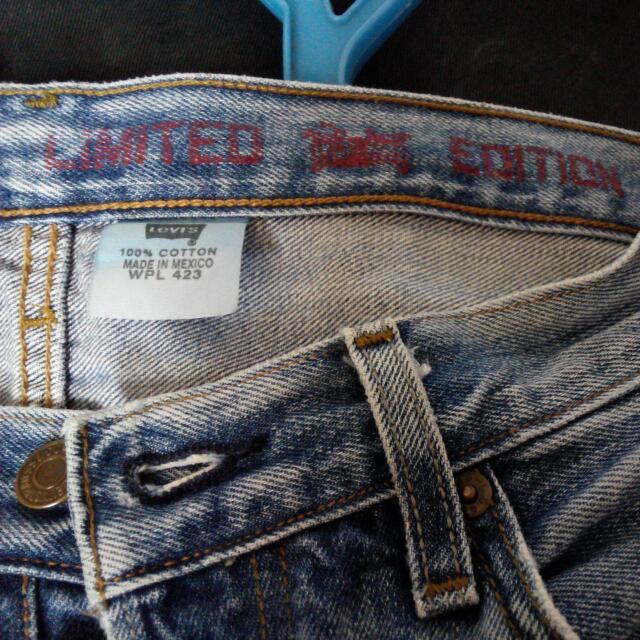 LIMITED EDITION
Levi's
100% COTTON
MADE IN MEXICO
WPL 423